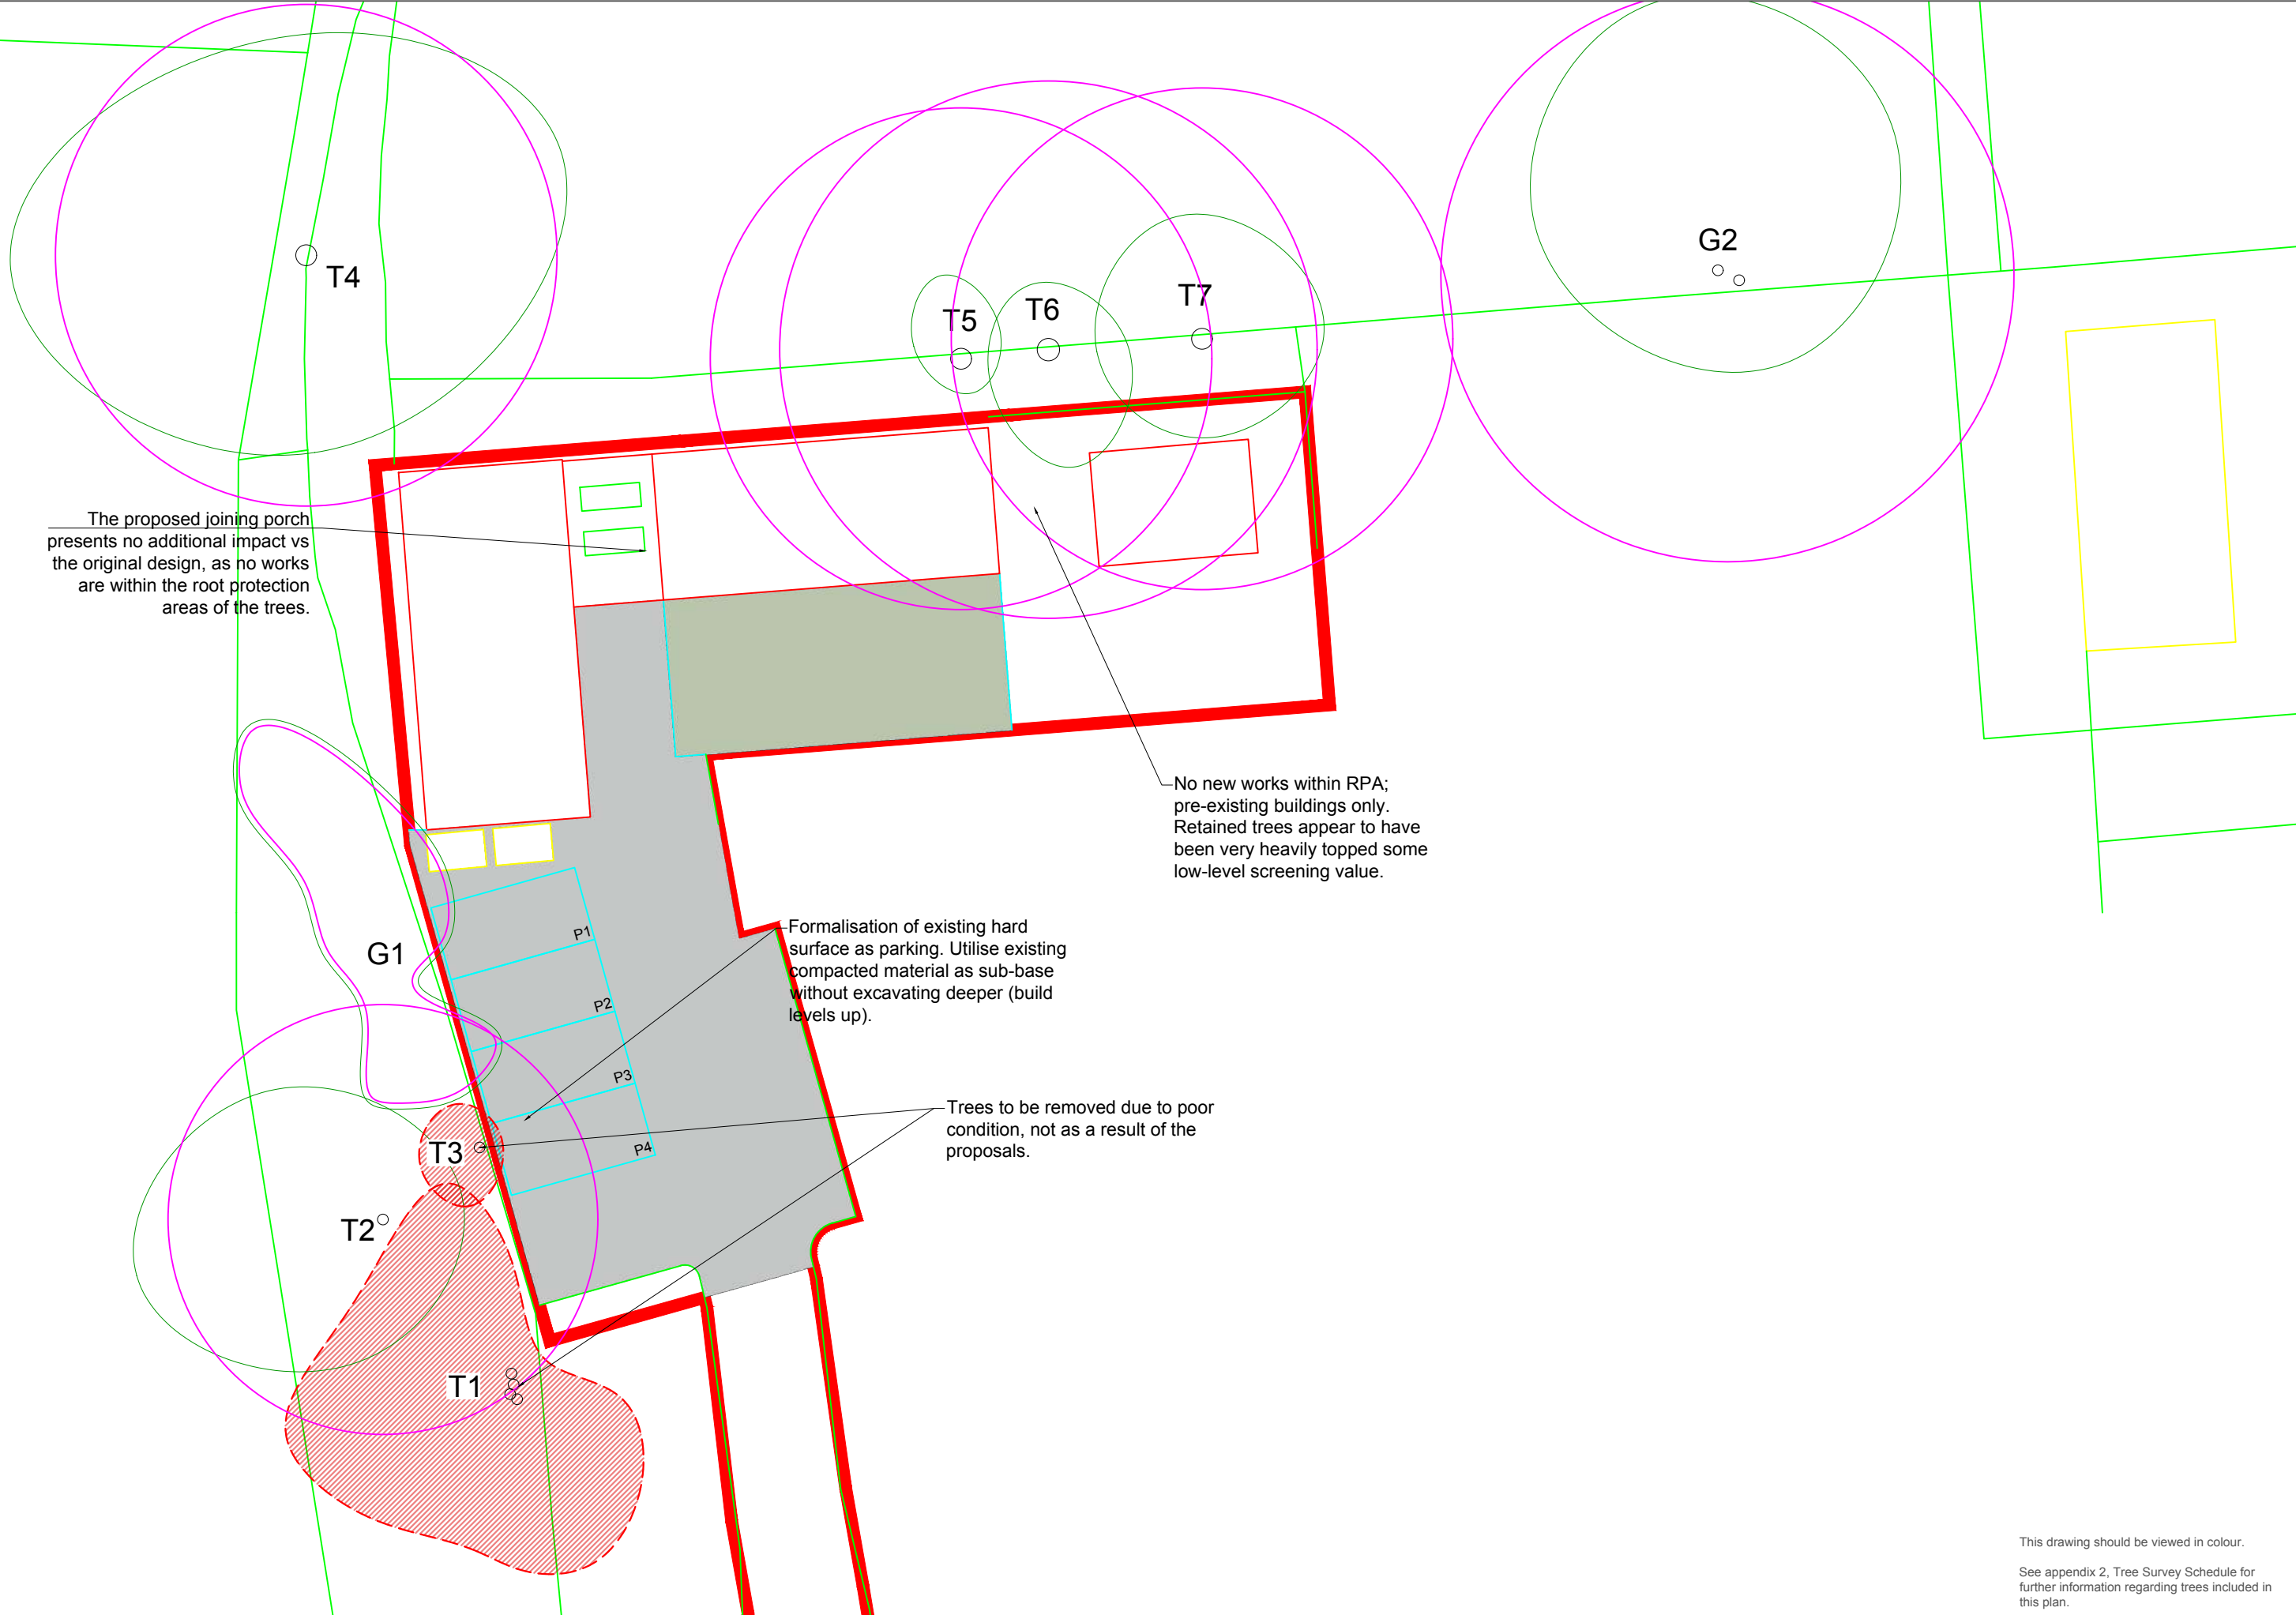 T4
T5
T6
T7
G2
The proposed joining porch
presents no additional impact vs
the original design, as no works
are within the root protection
areas of the trees.
No new works within RPA;
pre-existing buildings only.
Retained trees appear to have
been very heavily topped some
low-level screening value.
G1
P1
P2
P3
P4
Formalisation of existing hard
surface as parking. Utilise existing
compacted material as sub-base
without excavating deeper (build
levels up).
Trees to be removed due to poor
condition, not as a result of the
proposals.
T3
T2
T1
This drawing should be viewed in colour.
See appendix 2, Tree Survey Schedule for
further information regarding trees included in
this plan.